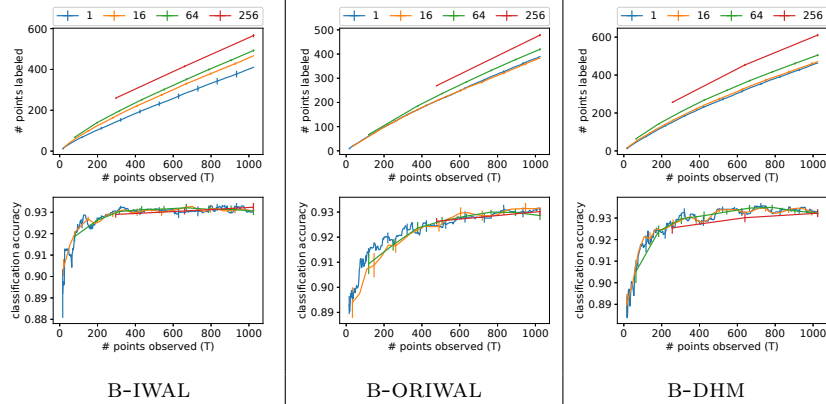 1 16 64 256
600
400
200
0
# points labeled
0 200 400 600 800 1000
# points observed (T)
0.93
0.92
0.91
0.90
0.89
0.88
classification accuracy
0 200 400 600 800 1000
# points observed (T)
B-IWAL
1 16 64 256
500
400
300
200
100
0
# points labeled
0 200 400 600 800 1000
# points observed (T)
0.93
0.92
0.91
0.90
0.89
classification accuracy
0 200 400 600 800 1000
# points observed (T)
B-ORIWAL
1 16 64 256
600
400
200
0
# points labeled
0 200 400 600 800 1000
# points observed (T)
0.93
0.92
0.91
0.90
0.89
classification accuracy
0 200 400 600 800 1000
# points observed (T)
B-DHM